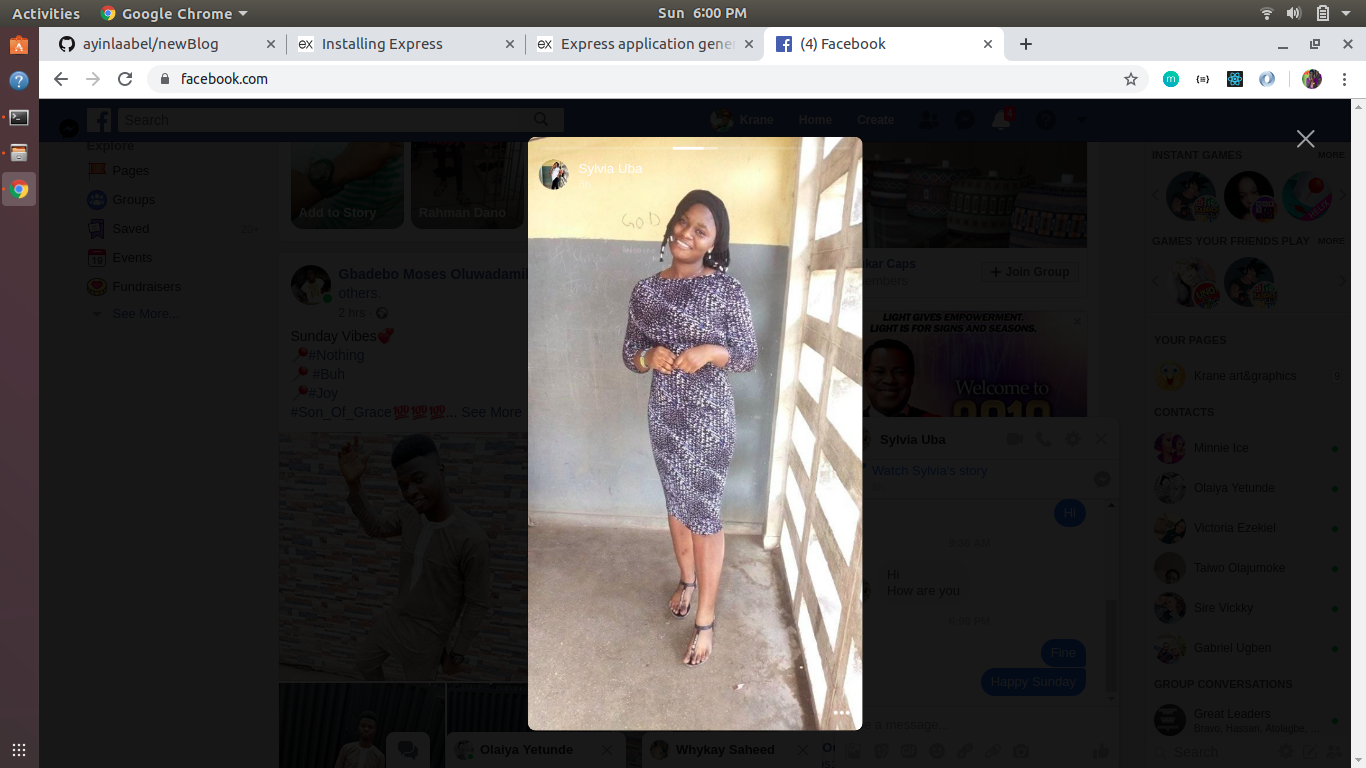 Activities
Google Chrome
Sun 6:00 PM
ayinlaabel/newBlog
Installing Express
Express application gene
(4) Facebook
facebook.com
Search
Krane
Home
Create
Explore
Pages
Groups
Saved
20+
Events
Fundraisers
See More...
Add to Story
Rahman Dano
Gbadebo Moses Oluwadamil
others.
2 hrs
Sunday Vibes💕
📍#Nothing
📍 #Buh
📍#Joy
#Son_Of_Grace💯💯💯... See More
Sylvia Uba
GOD
kar Caps
embers
+ Join Group
LIGHT GIVES EMPOWERMENT.
LIGHT IS FOR SIGNS AND SEASONS.
Welcome to
2019
Sylvia Uba
Watch Sylvia's story
Hi
Hi
How are you
Fine
Happy Sunday
e a message...
INSTANT GAMES
MORE
GAMES YOUR FRIENDS PLAY
MORE
YOUR PAGES
Krane art&graphics
9
CONTACTS
Minnie Ice
Olaiya Yetunde
Victoria Ezekiel
Taiwo Olajumoke
Sire Vickky
Gabriel Ugben
GROUP CONVERSATIONS
Great Leaders
Search
Olaiya Yetunde
Whykay Saheed